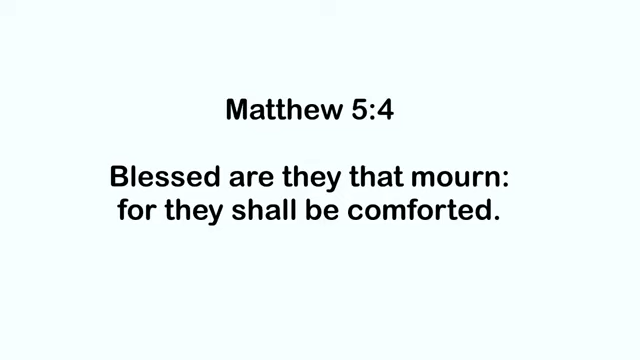 Matthew 5:4
Blessed are they that mourn:
for they shall be comforted.